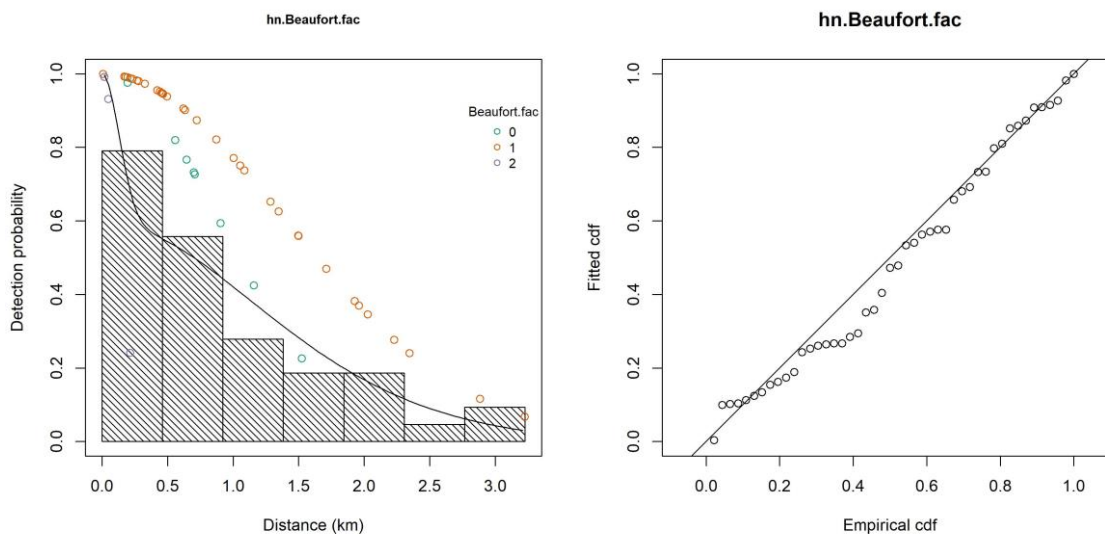 hn.Beaufort.fac
Detection probability
1.0
0.8
0.6
0.4
0.2
0.0
Beaufort.fac
0
1
2
0.0 0.5 1.0 1.5 2.0 2.5 3.0
Distance (km)
hn.Beaufort.fac
Fitted cdf
1.0
0.8
0.6
0.4
0.2
0.0
0.0 0.2 0.4 0.6 0.8 1.0
Empirical cdf